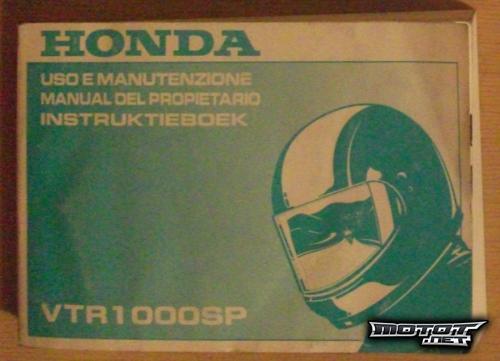 HONDA
USO E MANUTENZIONE
MANUAL DEL PROPIETARIO
INSTRUKTIEBOEK
VTR1000SP
MOTOT
.NET